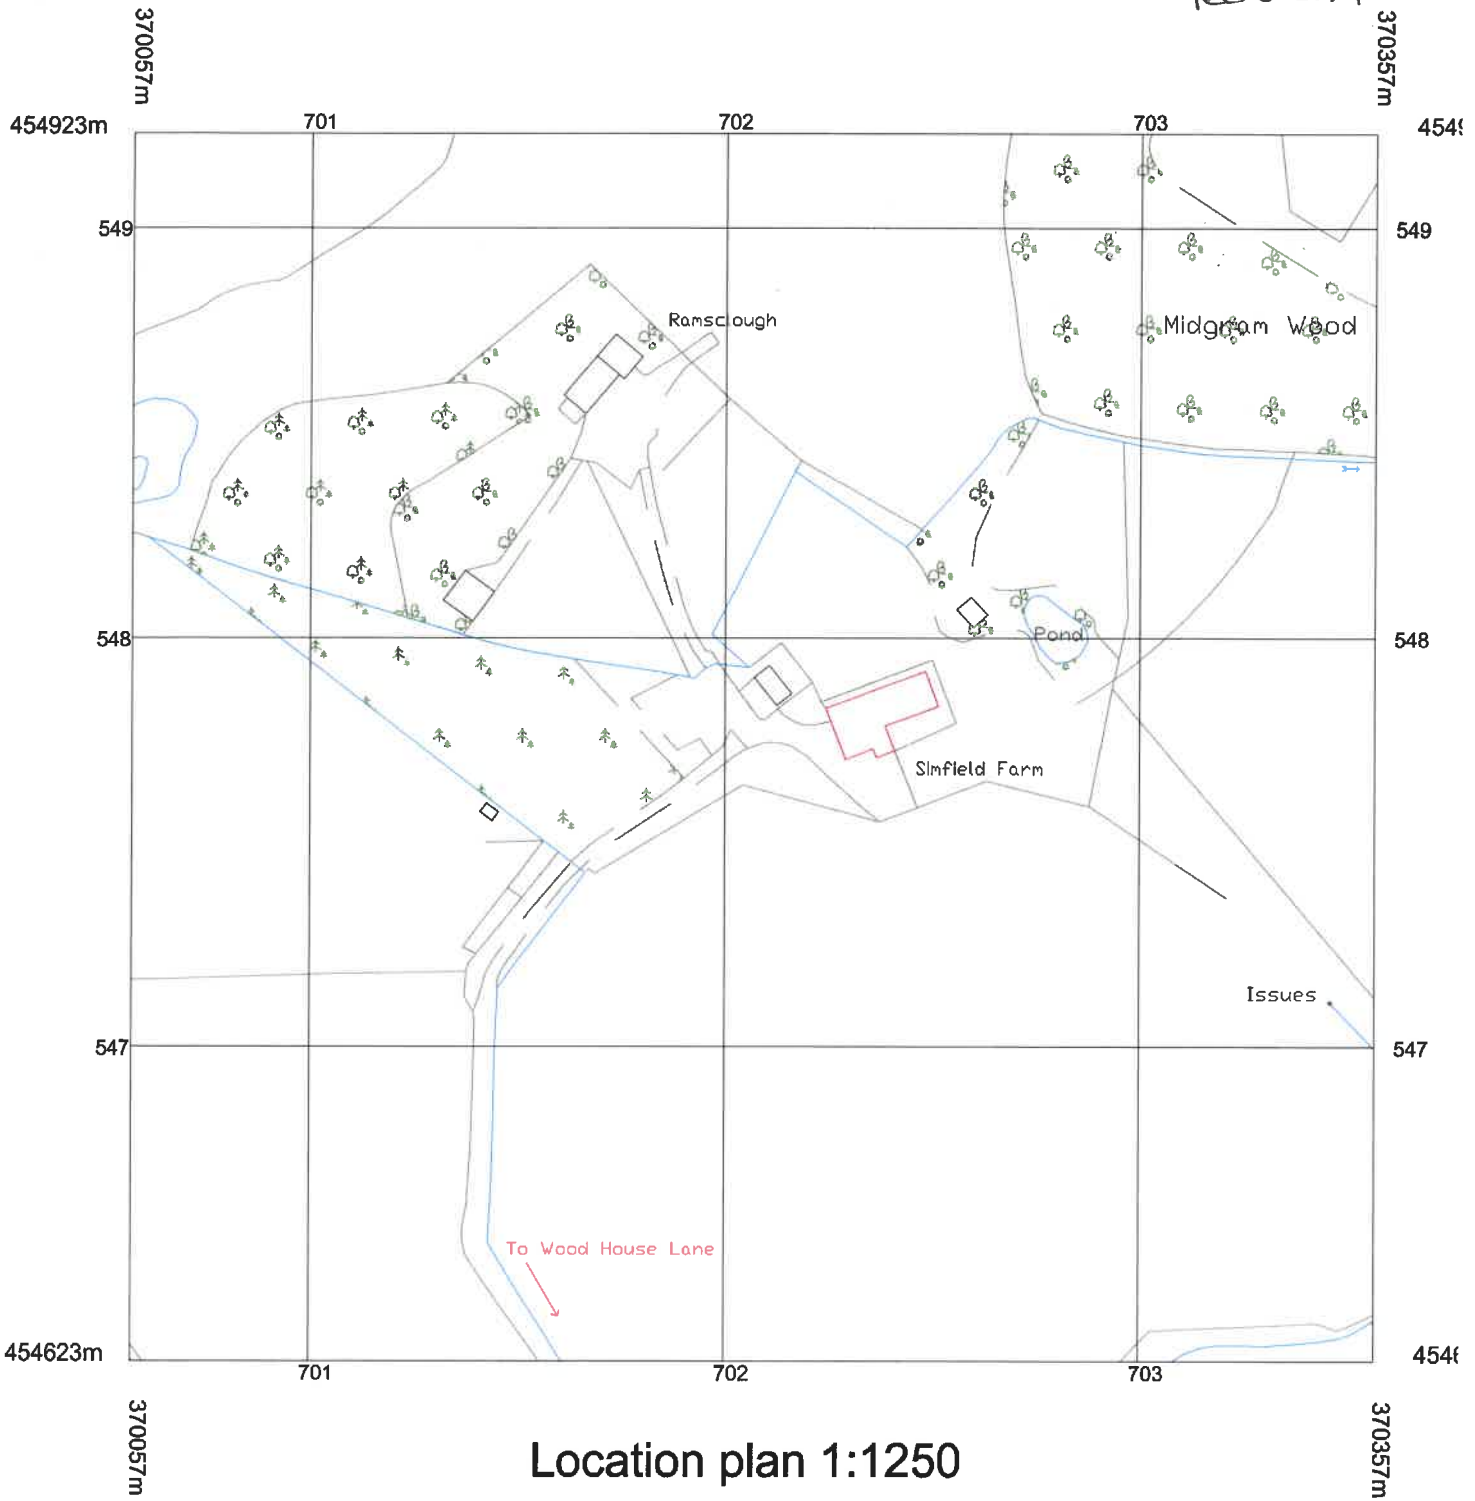 370057m
370357m
454923m
701
702
703
549
549
Ramsclough
Midgram Wood
548
548
Pond
Simfield Farm
Issues
547
547
To Wood House Lane
454623m
701
702
703
370057m
370357m
Location plan 1:1250